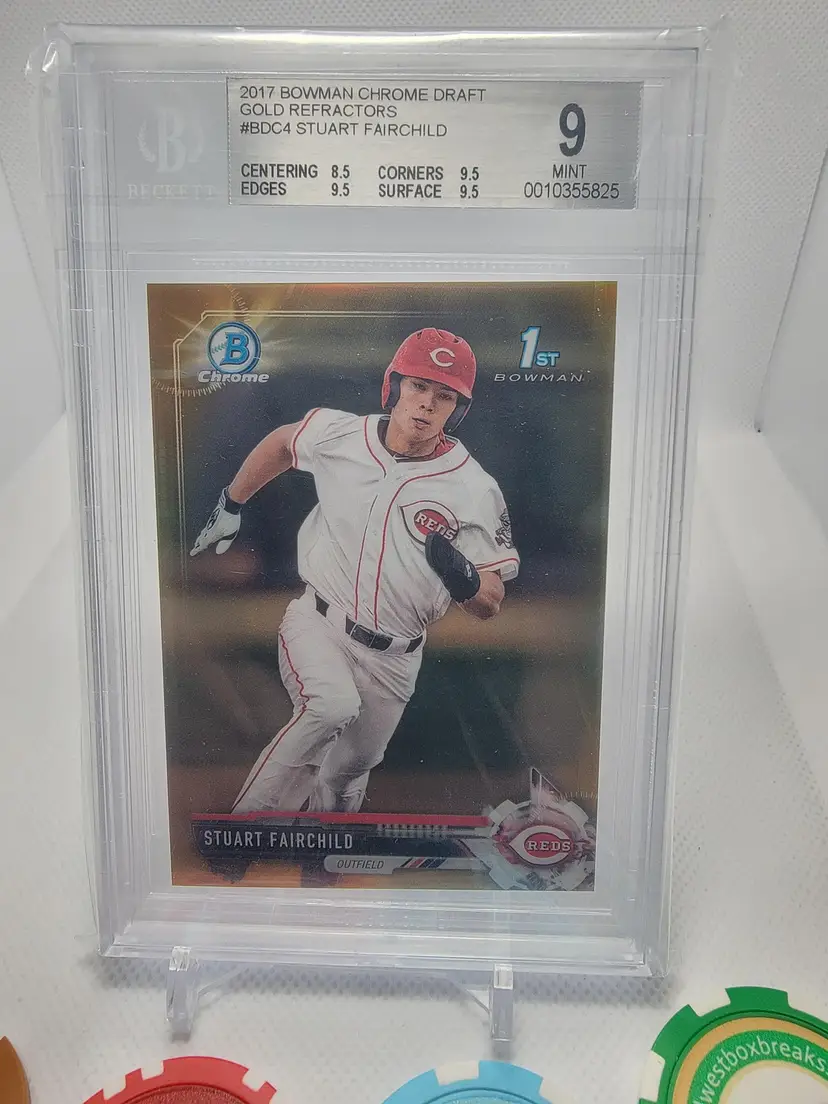 2017 BOWMAN CHROME DRAFT
GOLD REFRACTORS
#BDC4 STUART FAIRCHILD
9
MINT
0010355825
CENTERING 8.5 CORNERS 9.5
EDGES 9.5 SURFACE 9.5
B
BECKETT
B
Chrome
1ST
BOWMAN
C
REDS
REDS
STUART FAIRCHILD
OUTFIELD
westboxbreaks